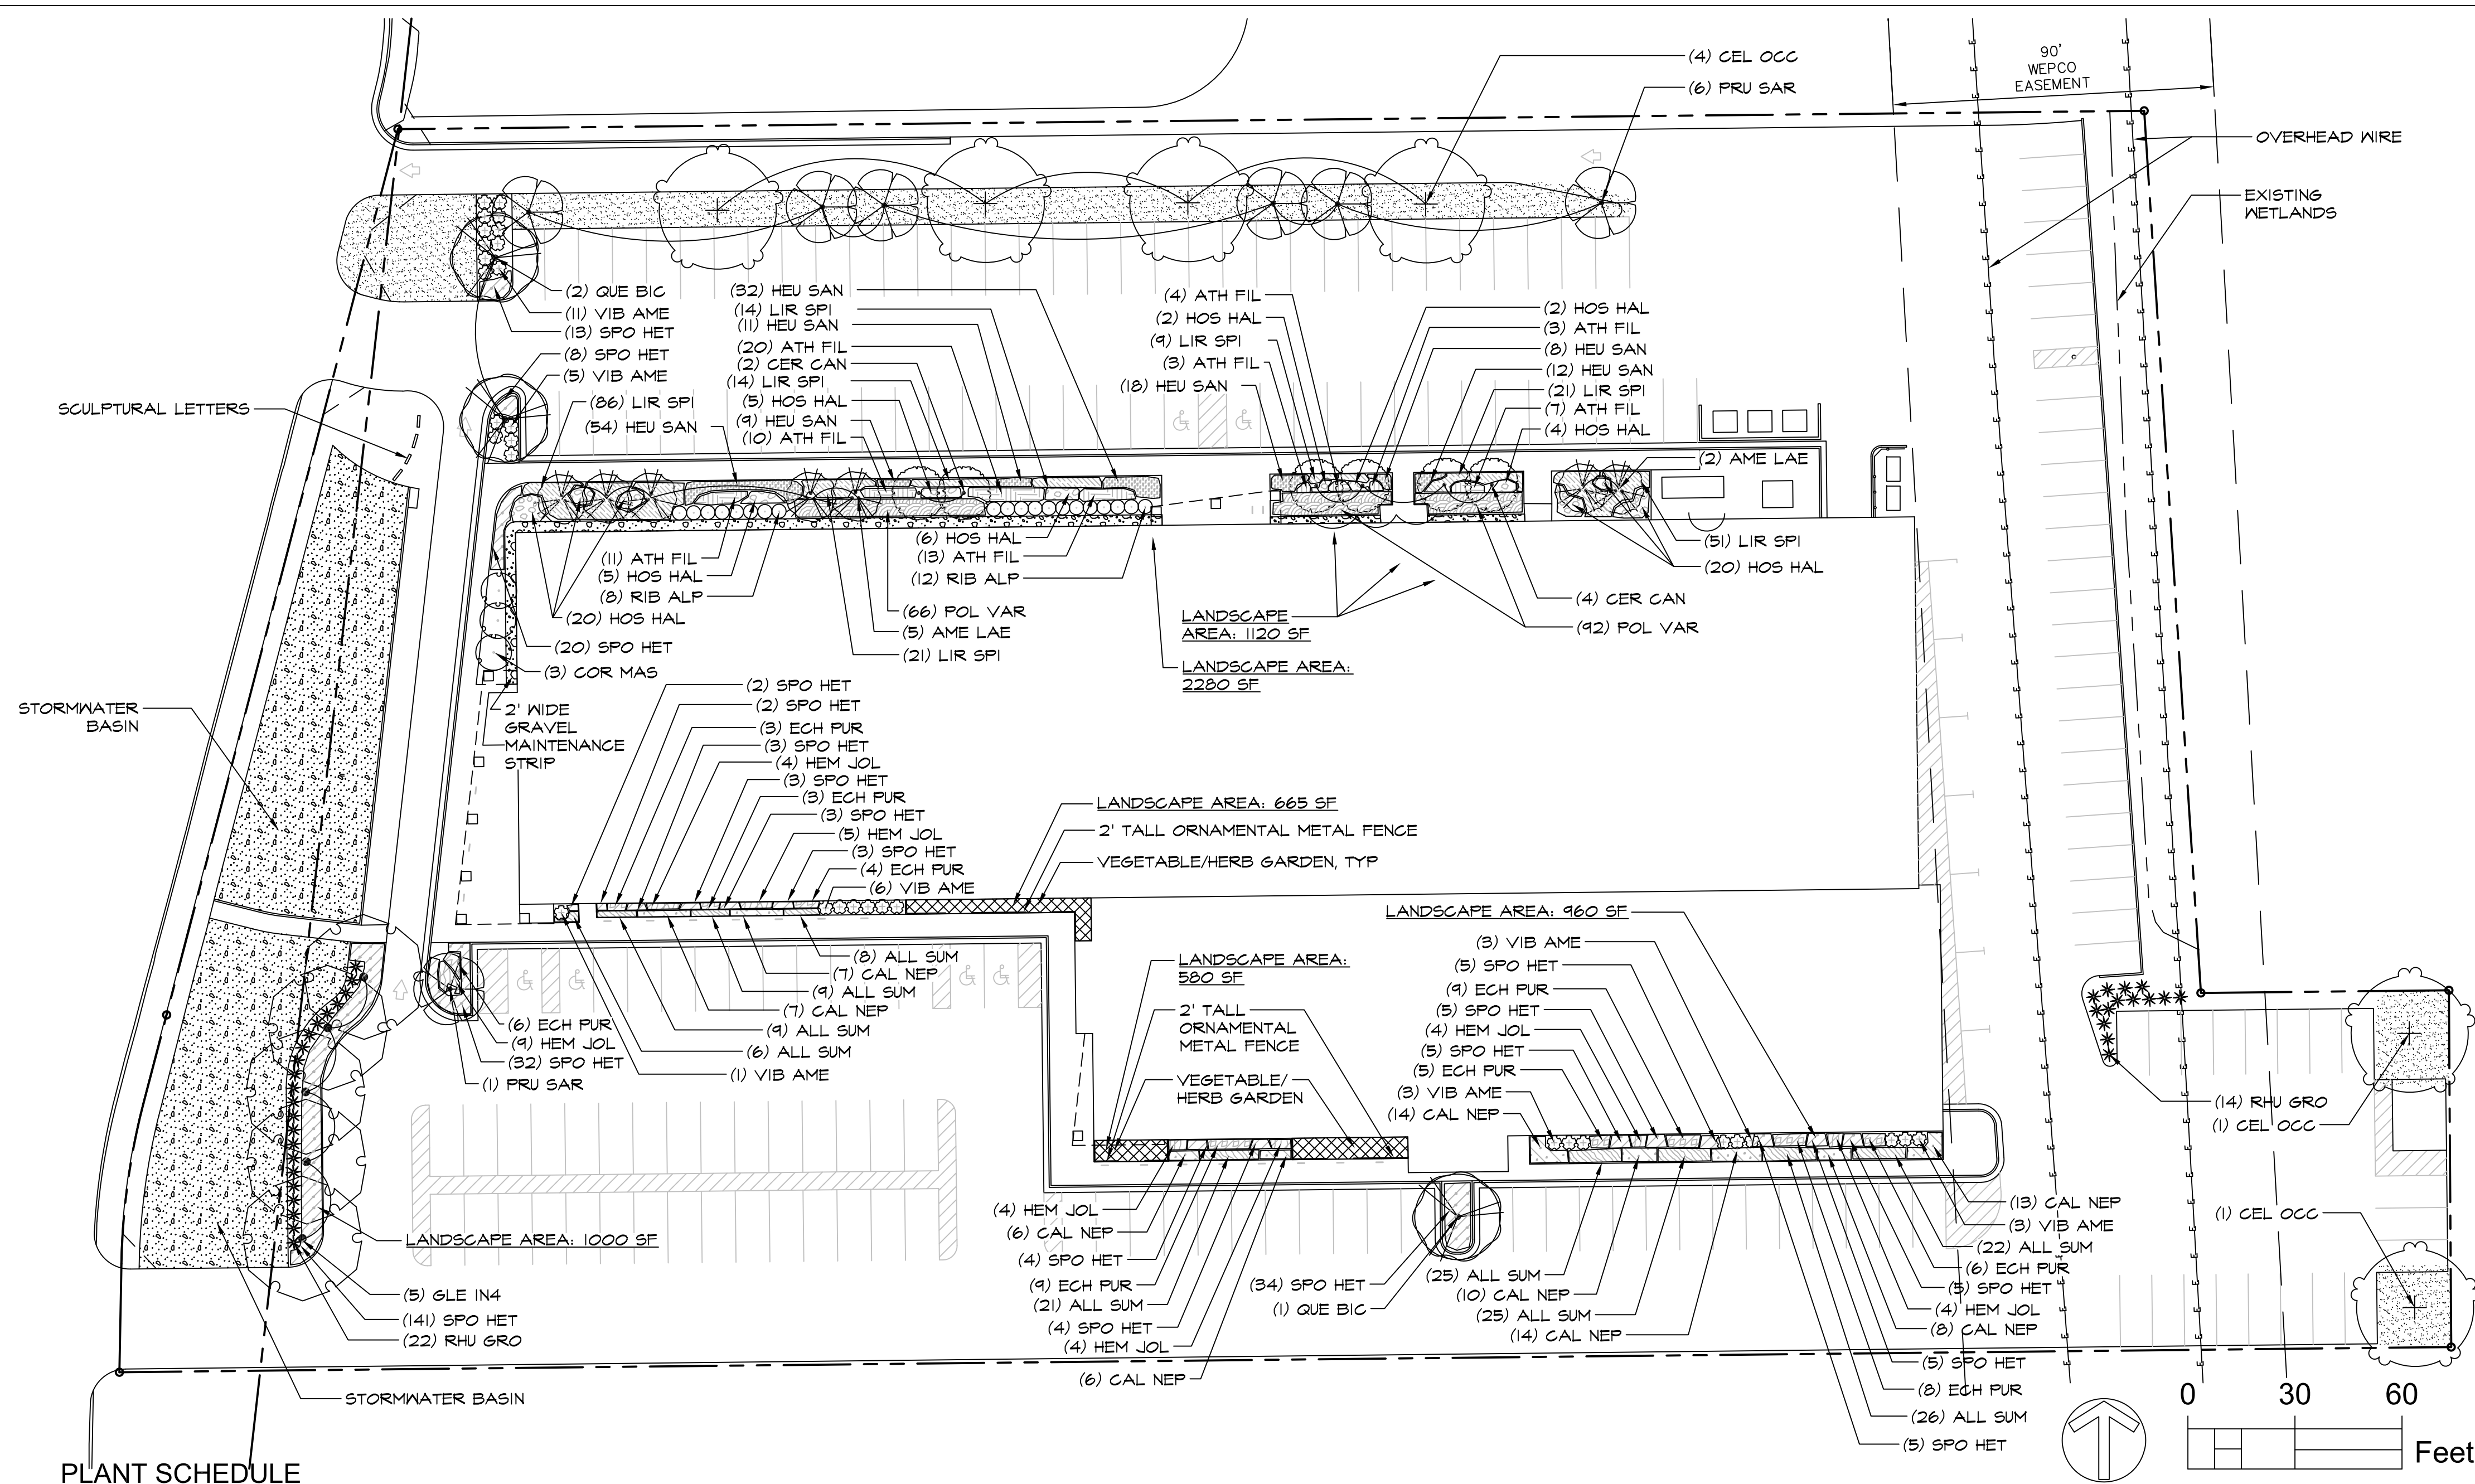 (4) CEL OCC
(6) PRU SAR
90'
WEPCO
EASEMENT
OVERHEAD WIRE
EXISTING
WETLANDS
(2) QUE BIC
(11) VIB AME
(13) SPO HET
(8) SPO HET
(5) VIB AME
(86) LIR SPI
(54) HEU SAN
(32) HEU SAN
(14) LIR SPI
(11) HEU SAN
(20) ATH FIL
(2) CER CAN
(14) LIR SPI
(5) HOS HAL
(9) HEU SAN
(10) ATH FIL
(4) ATH FIL
(2) HOS HAL
(9) LIR SPI
(3) ATH FIL
(18) HEU SAN
(2) HOS HAL
(3) ATH FIL
(8) HEU SAN
(12) HEU SAN
(21) LIR SPI
(7) ATH FIL
(4) HOS HAL
(2) AME LAE
SCULPTURAL LETTERS
(51) LIR SPI
(20) HOS HAL
(11) ATH FIL
(5) HOS HAL
(8) RIB ALP
(20) HOS HAL
(20) SPO HET
(3) COR MAS
(6) HOS HAL
(13) ATH FIL
(12) RIB ALP
(66) POL VAR
(5) AME LAE
(21) LIR SPI
LANDSCAPE
AREA: 1120 SF
LANDSCAPE AREA:
2280 SF
(4) CER CAN
(92) POL VAR
STORMWATER
BASIN
2' WIDE
GRAVEL
MAINTENANCE
STRIP
(2) SPO HET
(2) SPO HET
(3) ECH PUR
(3) SPO HET
(4) HEM JOL
(3) SPO HET
(3) ECH PUR
(3) SPO HET
(5) HEM JOL
(3) SPO HET
(4) ECH PUR
(6) VIB AME
LANDSCAPE AREA: 665 SF
2' TALL ORNAMENTAL METAL FENCE
VEGETABLE/HERB GARDEN, TYP
(8) ALL SUM
(7) CAL NEP
(9) ALL SUM
(7) CAL NEP
(9) ALL SUM
(6) ALL SUM
(1) VIB AME
(6) ECH PUR
(9) HEM JOL
(32) SPO HET
(1) PRU SAR
LANDSCAPE AREA:
580 SF
2' TALL
ORNAMENTAL
METAL FENCE
VEGETABLE/
HERB GARDEN
LANDSCAPE AREA: 960 SF
(3) VIB AME
(5) SPO HET
(9) ECH PUR
(5) SPO HET
(4) HEM JOL
(5) SPO HET
(5) ECH PUR
(3) VIB AME
(14) CAL NEP
(14) RHU GRO
(1) CEL OCC
(1) CEL OCC
LANDSCAPE AREA: 1000 SF
(5) GLE IN4
(141) SPO HET
(22) RHU GRO
STORMWATER BASIN
(4) HEM JOL
(6) CAL NEP
(4) SPO HET
(9) ECH PUR
(21) ALL SUM
(4) SPO HET
(4) HEM JOL
(6) CAL NEP
(34) SPO HET
(1) QUE BIC
(25) ALL SUM
(10) CAL NEP
(25) ALL SUM
(14) CAL NEP
(13) CAL NEP
(3) VIB AME
(22) ALL SUM
(6) ECH PUR
(5) SPO HET
(4) HEM JOL
(8) CAL NEP
(5) SPO HET
(8) ECH PUR
(26) ALL SUM
(5) SPO HET
0 30 60
Feet
PLANT SCHEDULE